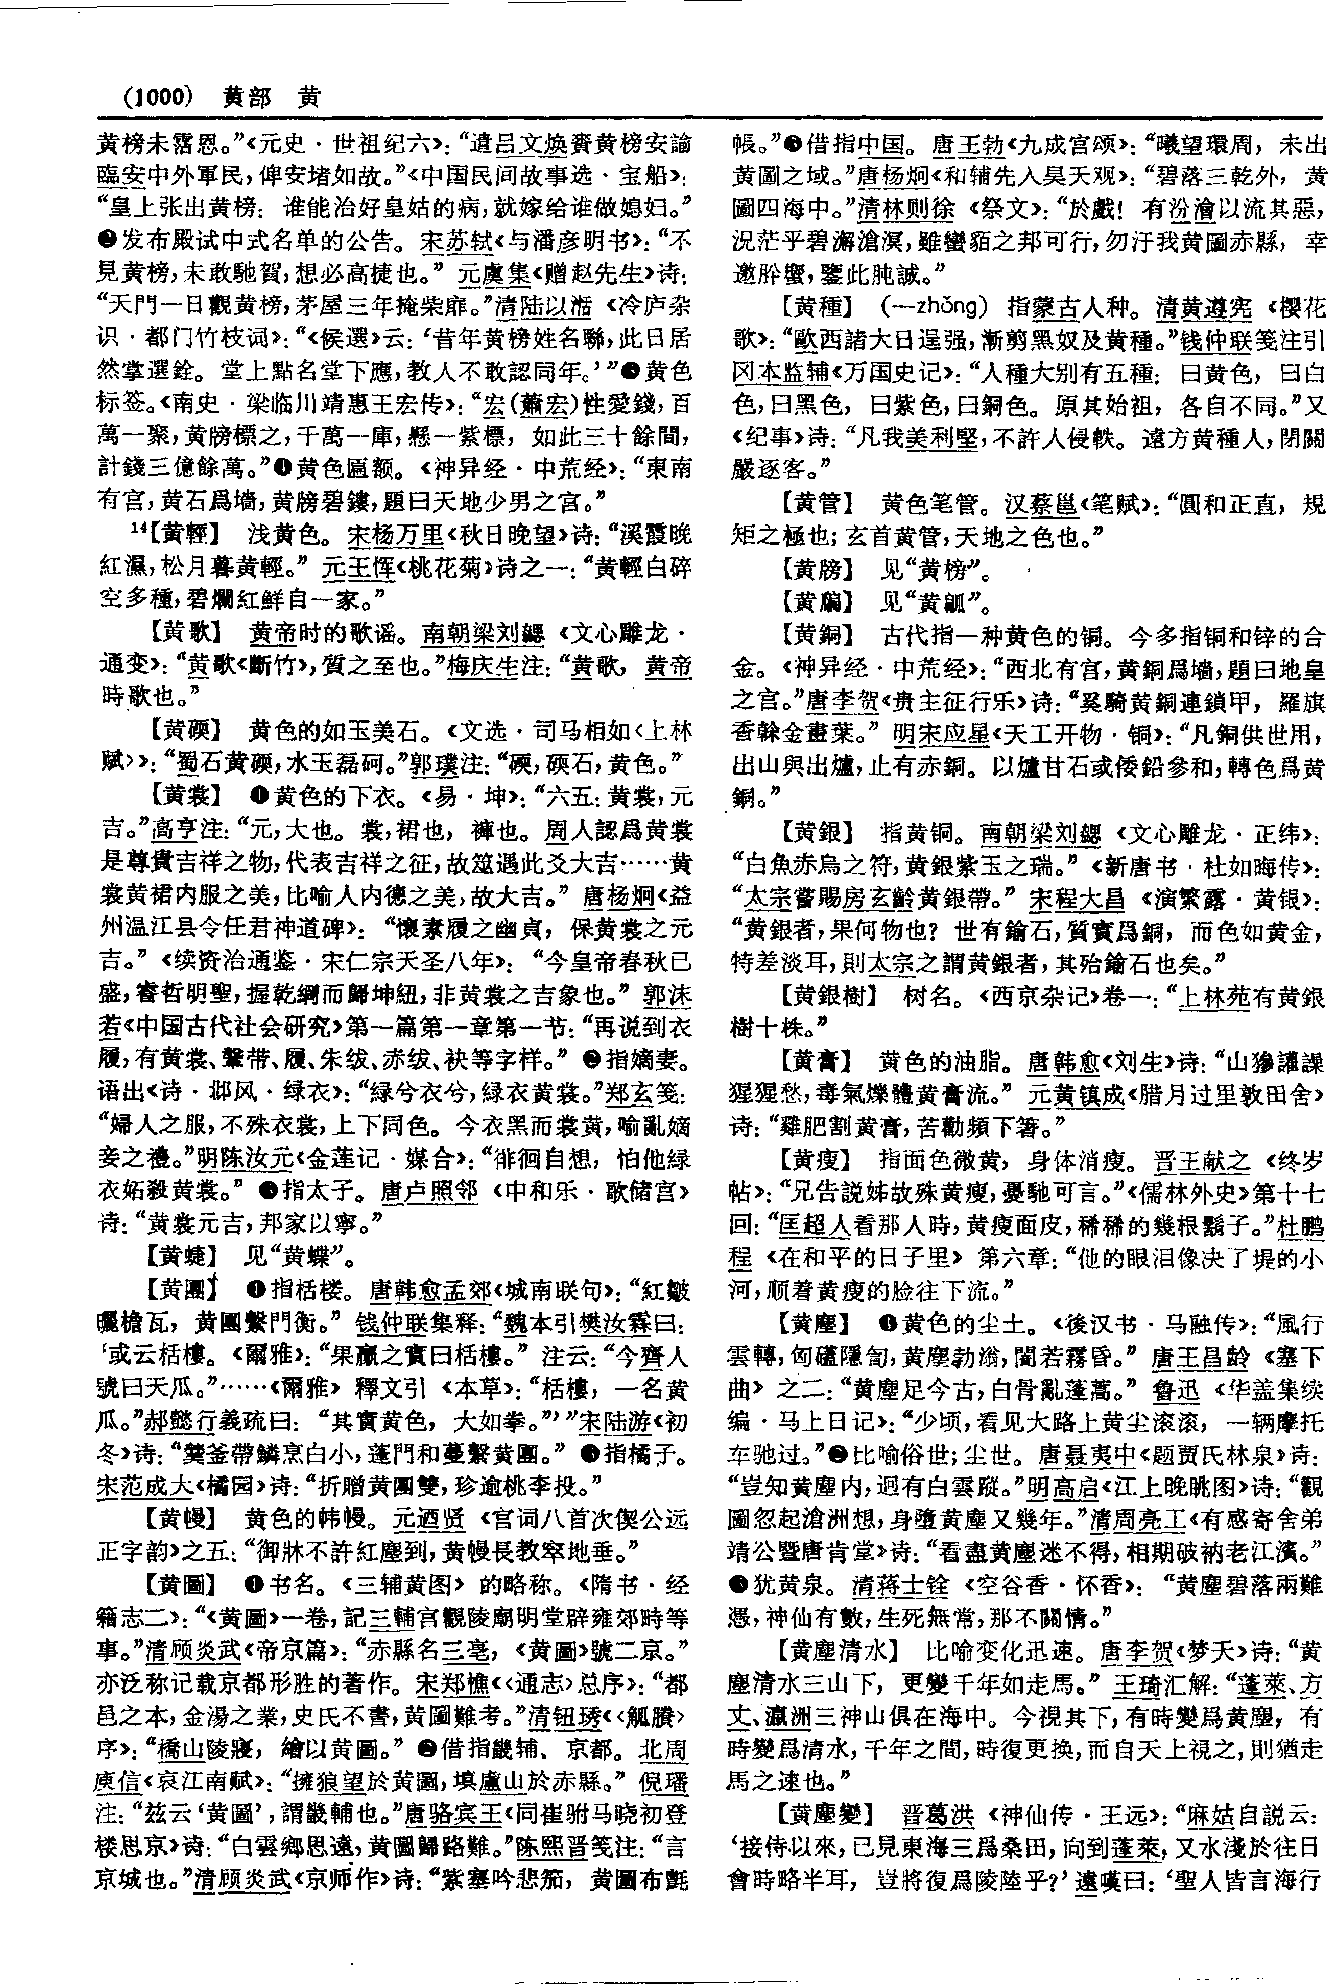 (1000) 黄部 黄
黄榜未霑恩。”《元史·世祖纪六》：“遣吕文焕賫黄榜安諭
臨安中外軍民，俾安堵如故。”《中国民间故事选·宝船》：
“皇上张出黄榜：谁能治好皇姑的病，就嫁给谁做媳妇。”
❷发布殿试中式名单的公告。宋苏轼《与潘彦明书》：“不
見黄榜，未敢馳賀，想必高捷也。”元虞集《赠赵先生》诗：
“天門一日觀黄榜，茅屋三年掩柴扉。”清陆以湉《冷庐杂
识·都门竹枝词》：“《候選》云：‘昔年黄榜姓名聯，此日居
然掌選銓。堂上點名堂下應，教人不敢認同年。’”❸黄色
标签。《南史·梁临川靖惠王宏传》：“宏（蕭宏）性愛錢，百
萬一聚，黄牓標之，千萬一庫，懸一紫標，如此三十餘間，
計錢三億餘萬。”❹黄色匾额。《神异经·中荒经》：“東南
有宫，黄石爲墻，黄牓碧鏤，題曰天地少男之宫。”
14【黄輕】 浅黄色。宋杨万里《秋日晚望》诗：“溪霞晚
紅濕，松月暮黄輕。”元王恽《桃花菊》诗之一：“黄輕白碎
空多種，碧爛紅鮮自一家。”
【黄歌】 黄帝时的歌谣。南朝梁刘勰《文心雕龙·
通变》：“黄歌《斷竹》，質之至也。”梅庆生注：“黄歌，黄帝
時歌也。”
【黄碝】 黄色的如玉美石。《文选·司马相如〈上林
赋〉》：“蜀石黄碝，水玉磊砢。”郭璞注：“碝，碝石，黄色。”
【黄裳】 ❶黄色的下衣。《易·坤》：“六五：黄裳，元
吉。”高亨注：“元，大也。裳，裙也，褲也。周人認爲黄裳
是尊貴吉祥之物，代表吉祥之征，故筮遇此爻大吉……黄
裳黄裙内服之美，比喻人内德之美，故大吉。”唐杨炯《益
州温江县令任君神道碑》：“懷素履之幽貞，保黄裳之元
吉。”《续资治通鉴·宋仁宗天圣八年》：“今皇帝春秋已
盛，睿哲明聖，握乾綱而歸坤紐，非黄裳之吉象也。”郭沫
若《中国古代社会研究》第一篇第一章第一节：“再说到衣
履，有黄裳、鞶带、履、朱绂、赤绂、袂等字样。”❷指嫡妻。
语出《诗·邶风·绿衣》：“緑兮衣兮，緑衣黄裳。”郑玄笺：
“婦人之服，不殊衣裳，上下同色。今衣黑而裳黄，喻亂嫡
妾之禮。”明陈汝元《金莲记·媒合》：“徘徊自想，怕他緑
衣妬殺黄裳。”❸指太子。唐卢照邻《中和乐·歌储宫》
诗：“黄裳元吉，邦家以寧。”
【黄蜨】 见“黄蝶”。
【黄團】 ❶指栝楼。唐韩愈孟郊《城南联句》：“紅皺
曬檐瓦，黄團繫門衡。”钱仲联集释：“魏本引樊汝霖曰：
‘或云栝樓。《爾雅》：“果臝之實曰栝樓。”注云：“今齊人
號曰天瓜。”……《爾雅》釋文引《本草》：“栝樓，一名黄
瓜。”郝懿行義疏曰：“其實黄色，大如拳。”’”宋陆游《初
冬》诗：“甖釜帶鱗烹白小，蓬門和蔓繫黄團。”❷指橘子。
宋范成大《橘园》诗：“折贈黄團雙，珍逾桃李投。”
【黄幔】 黄色的帏幔。元迺贤《宫词八首次偰公远
正字韵》之五：“御牀不許紅塵到，黄幔長教窣地垂。”
【黄圖】 ❶书名。《三辅黄图》的略称。《隋书·经
籍志二》：“《黄圖》一卷，記三輔宫觀陵廟明堂辟雍郊畤等
事。”清顾炎武《帝京篇》：“赤縣名三亳，《黄圖》號二京。”
亦泛称记载京都形胜的著作。宋郑樵《〈通志〉总序》：“都
邑之本，金湯之業，史氏不書，黄圖難考。”清钮琇《〈觚賸〉
序》：“橋山陵寢，繪以黄圖。”❷借指畿辅、京都。北周
庾信《哀江南赋》：“擁狼望於黄圖，填盧山於赤縣。”倪璠
注：“兹云‘黄圖’，謂畿輔也。”唐骆宾王《同崔驸马晓初登
楼思京》诗：“白雲鄉思遠，黄圖歸路難。”陈熙晋笺注：“言
京城也。”清顾炎武《京师作》诗：“紫塞吟悲笳，黄圖布氈
帳。”❸借指中国。唐王勃《九成宫颂》：“曦望環周，未出
黄圖之域。”唐杨炯《和辅先入昊天观》：“碧落三乾外，黄
圖四海中。”清林则徐《祭文》：“於戲！有汾澮以流其惡，
況茫乎碧澥滄溟，雖蠻貊之邦可行，勿汙我黄圖赤縣，幸
邀肸蠁，鑒此肫誠。”
【黄種】 （—zhǒng）指蒙古人种。清黄遵宪《樱花
歌》：“歐西諸大日逞强，漸剪黑奴及黄種。”钱仲联笺注引
冈本监辅《万国史记》：“人種大别有五種：曰黄色，曰白
色，曰黑色，曰紫色，曰銅色。原其始祖，各自不同。”又
《纪事》诗：“凡我美利堅，不許人侵軼。遠方黄種人，閉關
嚴逐客。”
【黄管】 黄色笔管。汉蔡邕《笔赋》：“圓和正直，規
矩之極也；玄首黄管，天地之色也。”
【黄牓】 见“黄榜”。
【黄㼐】 见“黄瓤”。
【黄銅】 古代指一种黄色的铜。今多指铜和锌的合
金。《神异经·中荒经》：“西北有宫，黄銅爲墻，題曰地皇
之宫。”唐李贺《贵主征行乐》诗：“奚騎黄銅連鎖甲，羅旗
香幹金畫葉。”明宋应星《天工开物·铜》：“凡銅供世用，
出山與出爐，止有赤銅。以爐甘石或倭鉛參和，轉色爲黄
銅。”
【黄銀】 指黄铜。南朝梁刘勰《文心雕龙·正纬》：
“白魚赤烏之符，黄銀紫玉之瑞。”《新唐书·杜如晦传》：
“太宗嘗賜房玄齡黄銀帶。”宋程大昌《演繁露·黄银》：
“黄銀者，果何物也？世有鍮石，質實爲銅，而色如黄金，
特差淡耳，則太宗之謂黄銀者，其殆鍮石也矣。”
【黄銀樹】 树名。《西京杂记》卷一：“上林苑有黄銀
樹十株。”
【黄膏】 黄色的油脂。唐韩愈《刘生》诗：“山㺑讙譟
猩猩愁，毒氣爍體黄膏流。”元黄镇成《腊月过里敦田舍》
诗：“雞肥割黄膏，苦勸頻下箸。”
【黄瘦】 指面色微黄，身体消瘦。晋王献之《终岁
帖》：“兄告説姊故殊黄瘦，憂馳可言。”《儒林外史》第十七
回：“匡超人看那人時，黄瘦面皮，稀稀的幾根鬍子。”杜鹏
程《在和平的日子里》第六章：“他的眼泪像决了堤的小
河，顺着黄瘦的脸往下流。”
【黄塵】 ❶黄色的尘土。《後汉书·马融传》：“風行
雲轉，匈礚隱訇，黄塵勃滃，闇若霧昏。”唐王昌龄《塞下
曲》之二：“黄塵足今古，白骨亂蓬蒿。”鲁迅《华盖集续
编·马上日记》：“少顷，看见大路上黄尘滚滚，一辆摩托
车驰过。”❷比喻俗世；尘世。唐聂夷中《题贾氏林泉》诗：
“豈知黄塵内，迥有白雲蹤。”明高启《江上晚眺图》诗：“觀
圖忽起滄洲想，身墮黄塵又幾年。”清周亮工《有感寄舍弟
靖公暨唐肯堂》诗：“看盡黄塵迷不得，相期破衲老江濱。”
❸犹黄泉。清蒋士铨《空谷香·怀香》：“黄塵碧落兩難
憑，神仙有數，生死無常，那不關情。”
【黄塵清水】 比喻变化迅速。唐李贺《梦天》诗：“黄
塵清水三山下，更變千年如走馬。”王琦汇解：“蓬萊、方
丈、瀛洲三神山俱在海中。今視其下，有時變爲黄塵，有
時變爲清水，千年之間，時復更換，而自天上視之，則猶走
馬之速也。”
【黄塵變】 晋葛洪《神仙传·王远》：“麻姑自説云：
‘接侍以來，已見東海三爲桑田，向到蓬萊，又水淺於往日
會時略半耳，豈將復爲陵陸乎？’遠嘆曰：‘聖人皆言海行